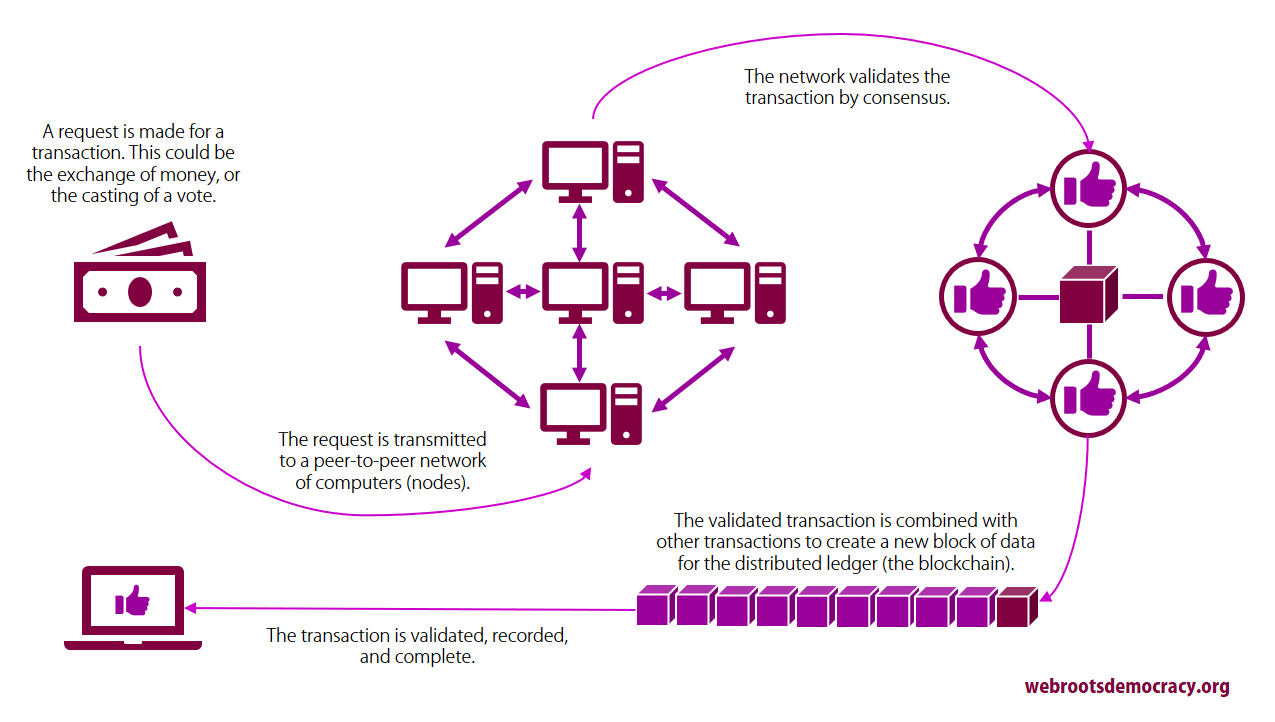 A request is made for a
transaction. This could be
the exchange of money, or
the casting of a vote.
The request is transmitted
to a peer-to-peer network
of computers (nodes).
The network validates the
transaction by consensus.
The validated transaction is combined with
other transactions to create a new block of data
for the distributed ledger (the blockchain).
The transaction is validated, recorded,
and complete.
webrootsdemocracy.org